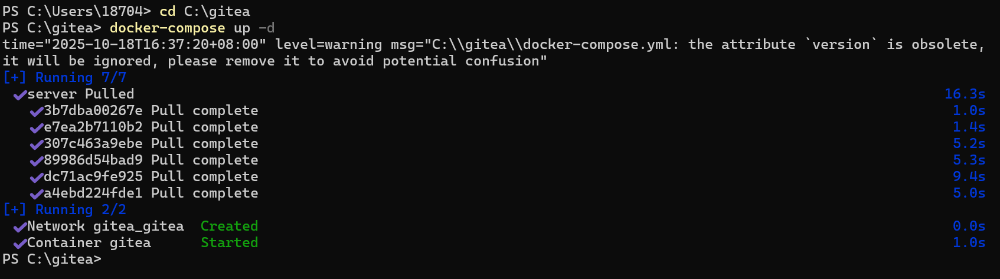 PS C:\Users\18704> cd C:\gitea
PS C:\gitea> docker-compose up -d
time="2025-10-18T16:37:20+08:00" level=warning msg="C:\\gitea\\docker-compose.yml: the attribute `version` is obsolete,
it will be ignored, please remove it to avoid potential confusion"
[+] Running 7/7
✔server Pulled 16.3s
✔3b7dba00267e Pull complete 1.0s
✔e7ea2b7110b2 Pull complete 1.4s
✔307c463a9ebe Pull complete 5.2s
✔89986d54bad9 Pull complete 5.3s
✔dc71ac9fe925 Pull complete 9.4s
✔a4ebd224fde1 Pull complete 5.0s
[+] Running 2/2
✔Network gitea_gitea Created 0.0s
✔Container gitea Started 1.0s
PS C:\gitea>